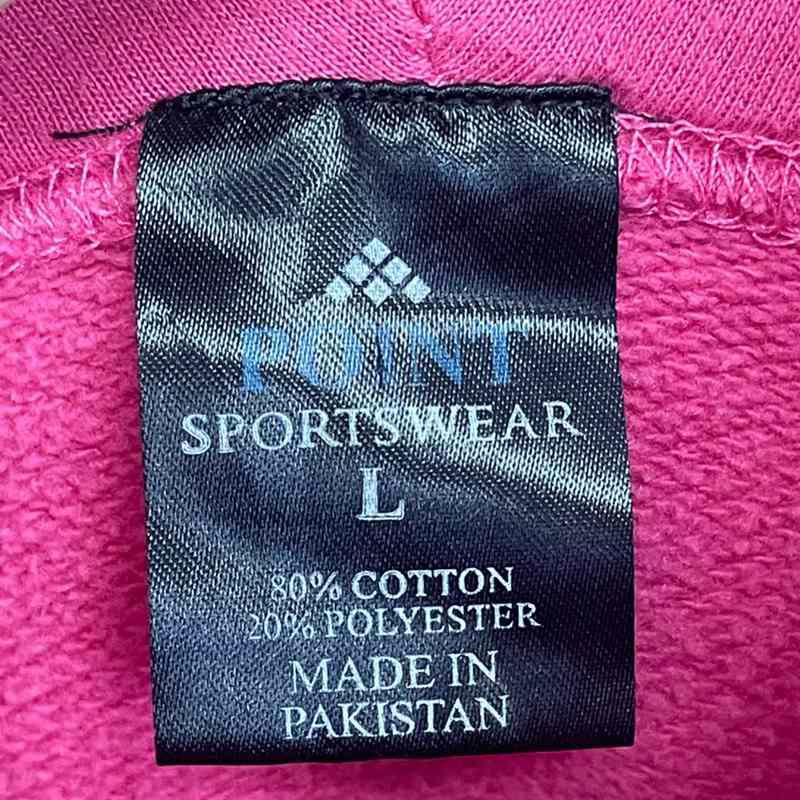 POINT
SPORTSWEAR
L
80% COTTON
20% POLYESTER
MADE IN
PAKISTAN